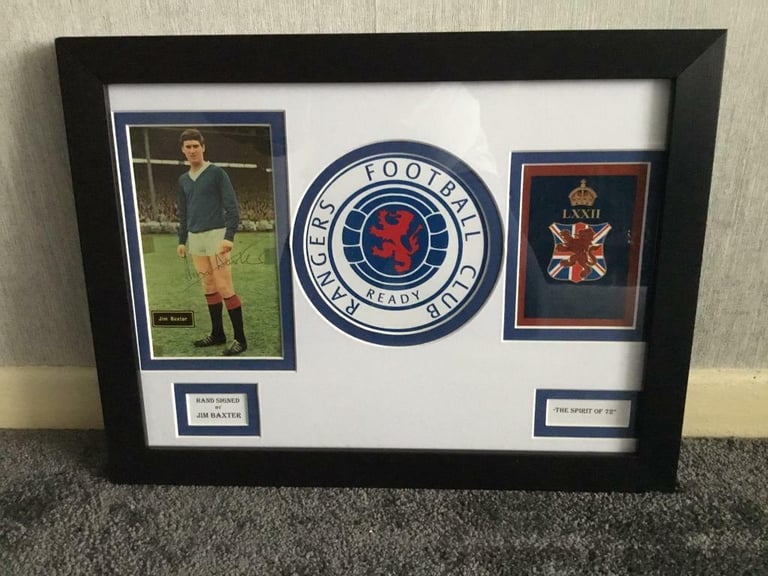 Jim Baxter
HAND SIGNED
BY
JIM BAXTER
RANGERS FOOTBALL CLUB
READY
LXXII
"THE SPIRIT OF 72"